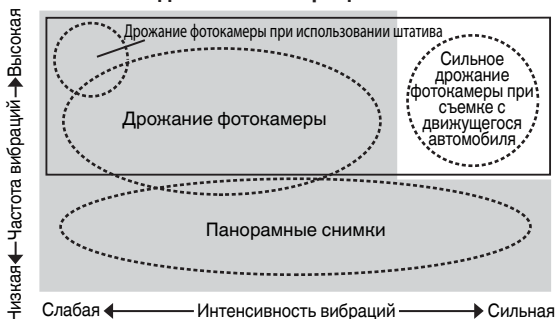 Дрожание фотокамеры при использовании штатива
Сильное
дрожание
фотокамеры при
съемке с
движущегося
автомобиля
Дрожание фотокамеры
Панорамные снимки
Низкая Частота вибраций Высокая
Слабая Интенсивность вибраций Сильная